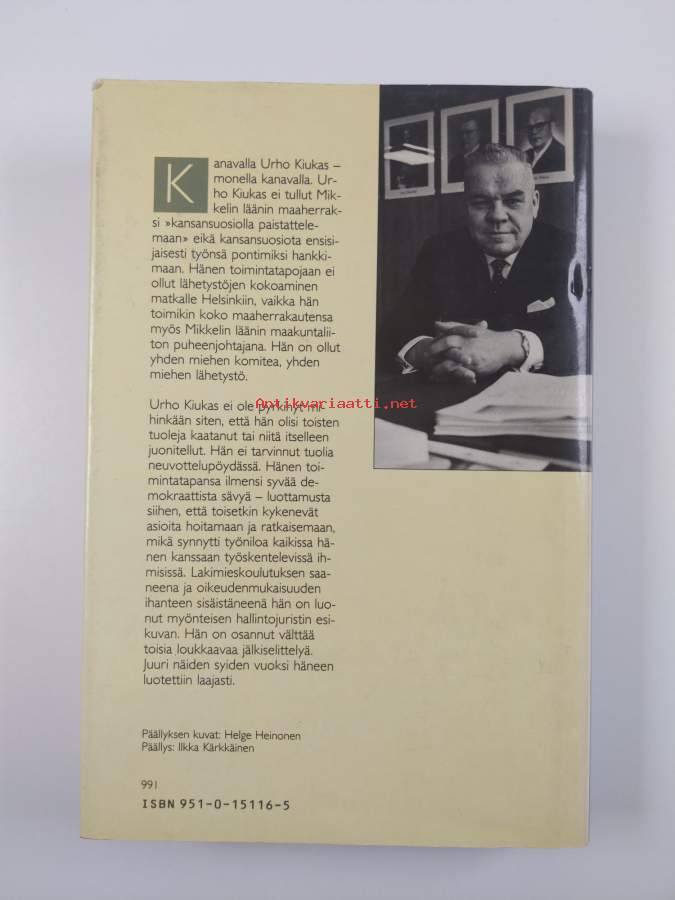 Kanavalla Urho Kiukas –
monella kanavalla. Ur-
ho Kiukas ei tullut Mik-
kelin läänin maaherrak-
si »kansansuosiolla paistattele-
maan» eikä kansansuosiota ensisi-
jaisesti työnsä pontimiksi hankki-
maan. Hänen toimintatapojaan ei
ollut lähetystöjen kokoaminen
matkalle Helsinkiin, vaikka hän
toimikin koko maaherrakautensa
myös Mikkelin läänin maakuntalii-
ton puheenjohtajana. Hän on ollut
yhden miehen komitea, yhden
miehen lähetystö.
Antikvariaatti.net
Urho Kiukas ei ole pyrkinyt mi-
hinkään siten, että hän olisi toisten
tuoleja kaatanut tai niitä itselleen
juonitellut. Hän ei tarvinnut tuolia
neuvottelupöydässä. Hänen toi-
mintatapansa ilmensi syvää de-
mokraattista sävyä – luottamusta
siihen, että toisetkin kykenevät
asioita hoitamaan ja ratkaisemaan,
mikä synnytti työniloa kaikissa hä-
nen kanssaan työskentelevissä ih-
misissä. Lakimieskoulutuksen saa-
neena ja oikeudenmukaisuuden
ihanteen sisäistäneenä hän on luo-
nut myönteisen hallintojuristin esi-
kuvan. Hän on osannut välttää
toisia loukkaavaa jälkiselittelyä.
Juuri näiden syiden vuoksi häneen
luotettiin laajasti.
Päällyksen kuvat: Helge Heinonen
Päällys: Ilkka Kärkkäinen
991
ISBN 951-0-15116-5